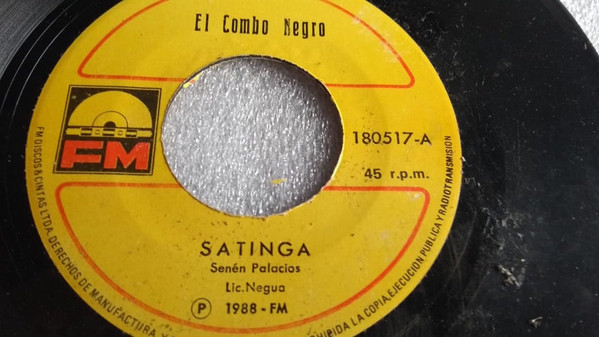 El Combo Negro
FM
180517-A
45 r.p.m.
SATINGA
Senén Palacios
Lic. Negua
Ⓟ 1988 - FM
FM DISCOS & CINTAS LTDA. DERECHOS DE MANUFACTURA Y
HIBIDA LA COPIA, EJECUCION PUBLICA Y RADIOTRANSMISION